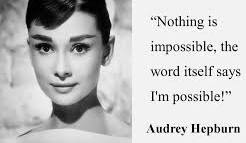 “Nothing is
impossible, the
word itself says
I'm possible!”
Audrey Hepburn